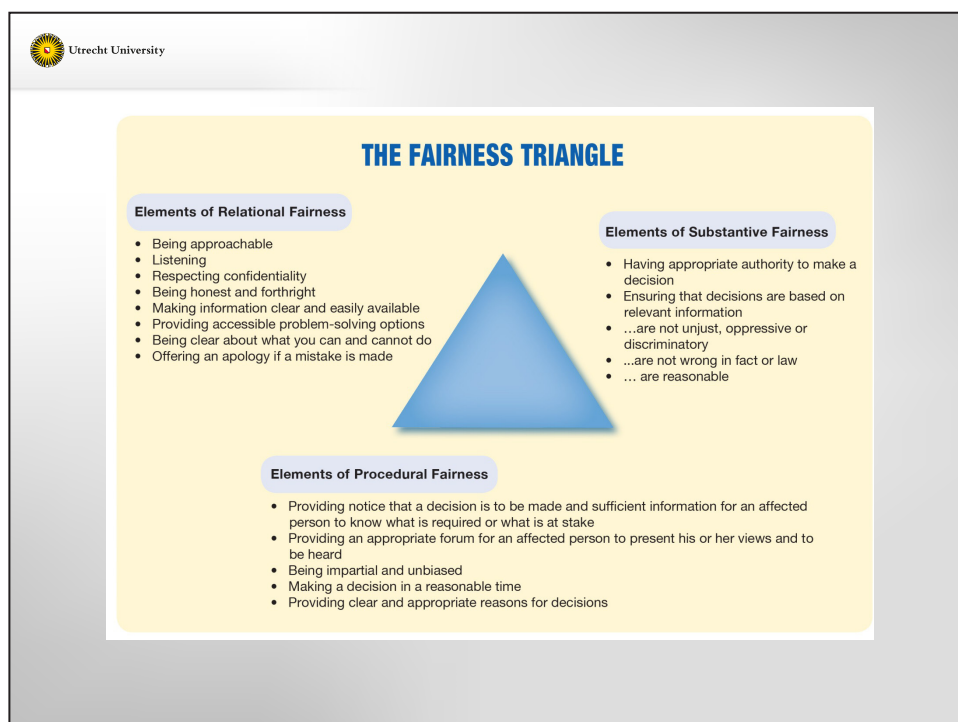 Utrecht University
THE FAIRNESS TRIANGLE
Elements of Relational Fairness
• Being approachable
• Listening
• Respecting confidentiality
• Being honest and forthright
• Making information clear and easily available
• Providing accessible problem-solving options
• Being clear about what you can and cannot do
• Offering an apology if a mistake is made
Elements of Substantive Fairness
• Having appropriate authority to make a
decision
• Ensuring that decisions are based on
relevant information
• …are not unjust, oppressive or
discriminatory
• ...are not wrong in fact or law
• … are reasonable
Elements of Procedural Fairness
• Providing notice that a decision is to be made and sufficient information for an affected
person to know what is required or what is at stake
• Providing an appropriate forum for an affected person to present his or her views and to
be heard
• Being impartial and unbiased
• Making a decision in a reasonable time
• Providing clear and appropriate reasons for decisions